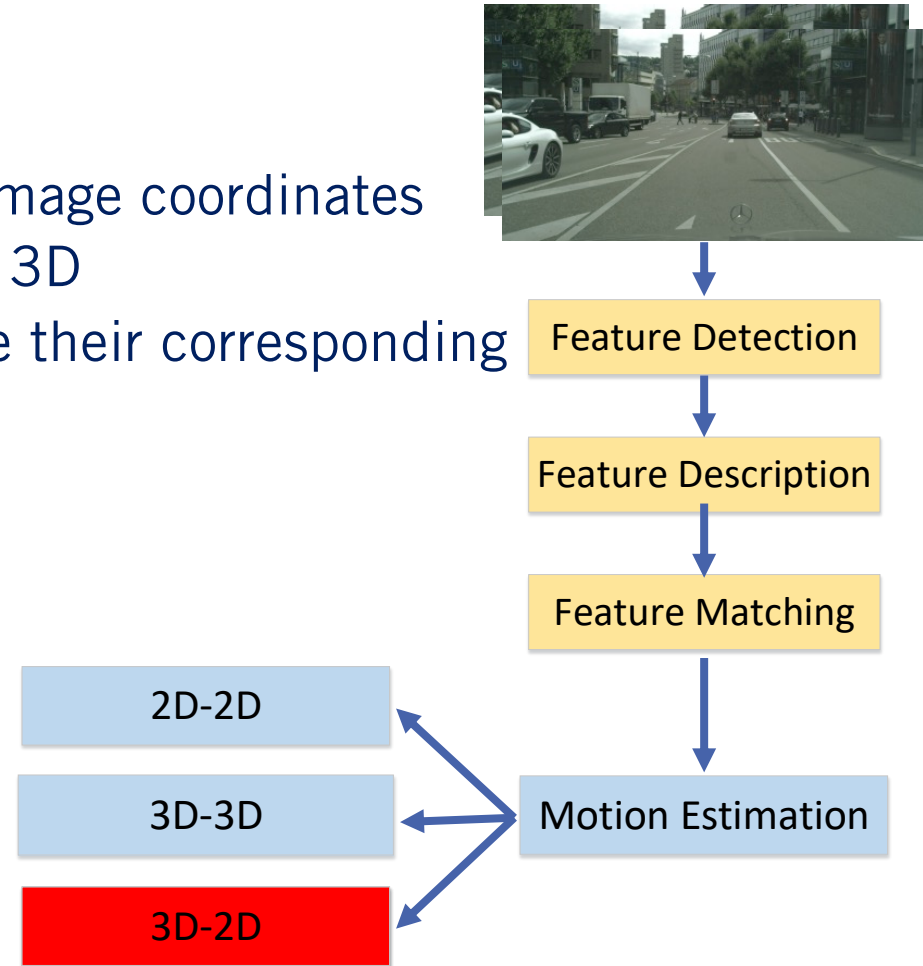 mage coordinates
3D
e their corresponding
Feature Detection
Feature Description
Feature Matching
Motion Estimation
2D-2D
3D-3D
3D-2D